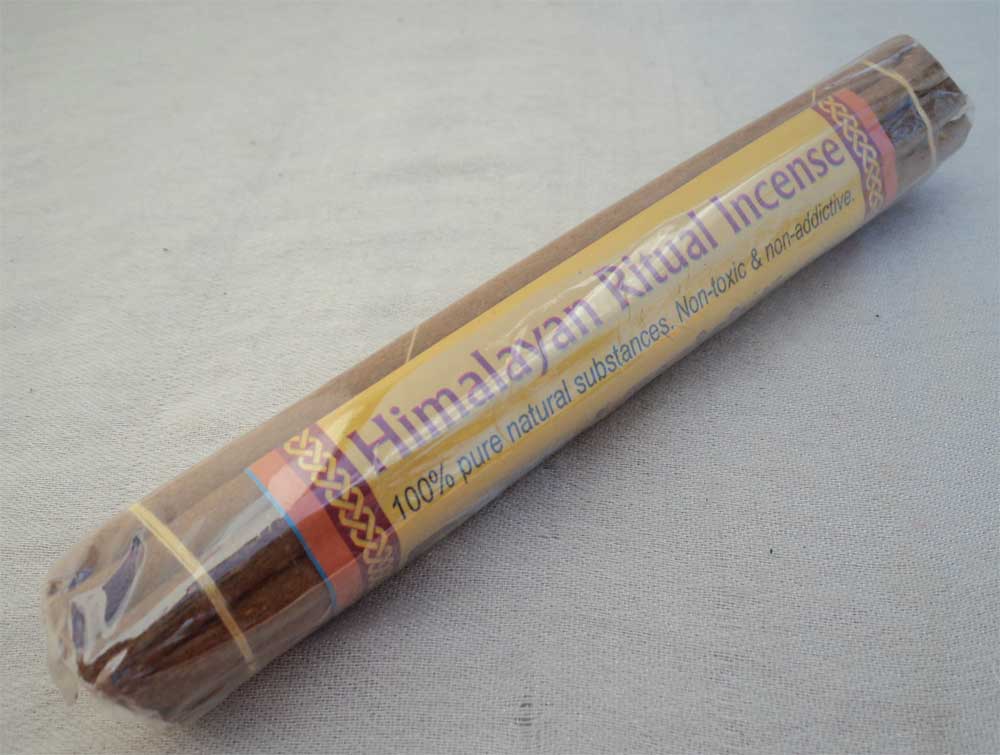 Himalayan Ritual Incense
100% pure natural substances. Non-toxic & non-addictive.